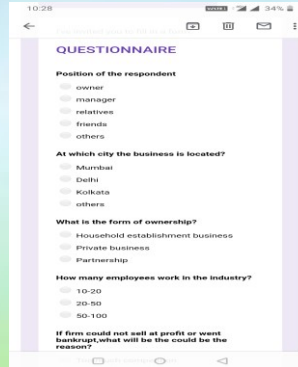 10:28
34%
QUESTIONNAIRE
Position of the respondent
owner
manager
relatives
friends
others
At which city the business is located?
Mumbai
Delhi
Kolkata
others
What is the form of ownership?
Household establishment business
Private business
Partnership
How many employees work in the industry?
10-20
20-50
50-100
If firm could not sell at profit or went
bankrupt,what will be the could be the
reason?